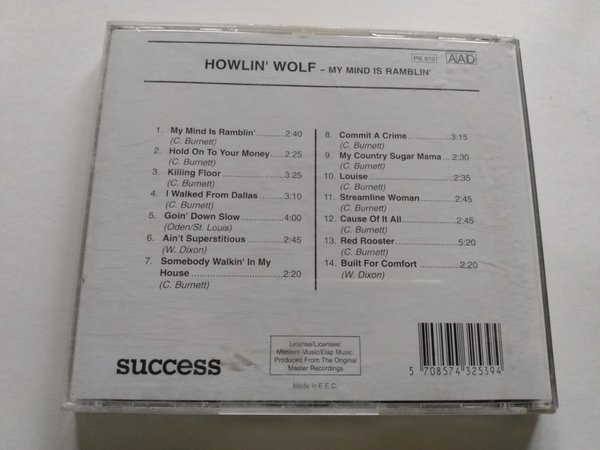 HOWLIN' WOLF – MY MIND IS RAMBLIN'
PK 510
AAD
1. My Mind Is Ramblin'............2:40
(C. Burnett)
2. Hold On To Your Money......2:25
(C. Burnett)
3. Killing Floor.........................3:25
(C. Burnett)
4. I Walked From Dallas..........3:10
(C. Burnett)
5. Goin' Down Slow...............4:00
(Oden/St. Louis)
6. Ain't Superstitious..............2:45
(W. Dixon)
7. Somebody Walkin' In My
House.................................2:20
(C. Burnett)
8. Commit A Crime.................3:15
(C. Burnett)
9. My Country Sugar Mama....2:30
(C. Burnett)
10. Louise..................................2:35
(C. Burnett)
11. Streamline Woman..............2:45
(C. Burnett)
12. Cause Of It All.....................2:45
(C. Burnett)
13. Red Rooster........................5:20
(C. Burnett)
14. Built For Comfort.................2:20
(W. Dixon)
success
License/Licensee:
Mastern Music/Elap Music.
Produced From The Original
Master Recordings
Made in E.E.C.
5 708574 325394